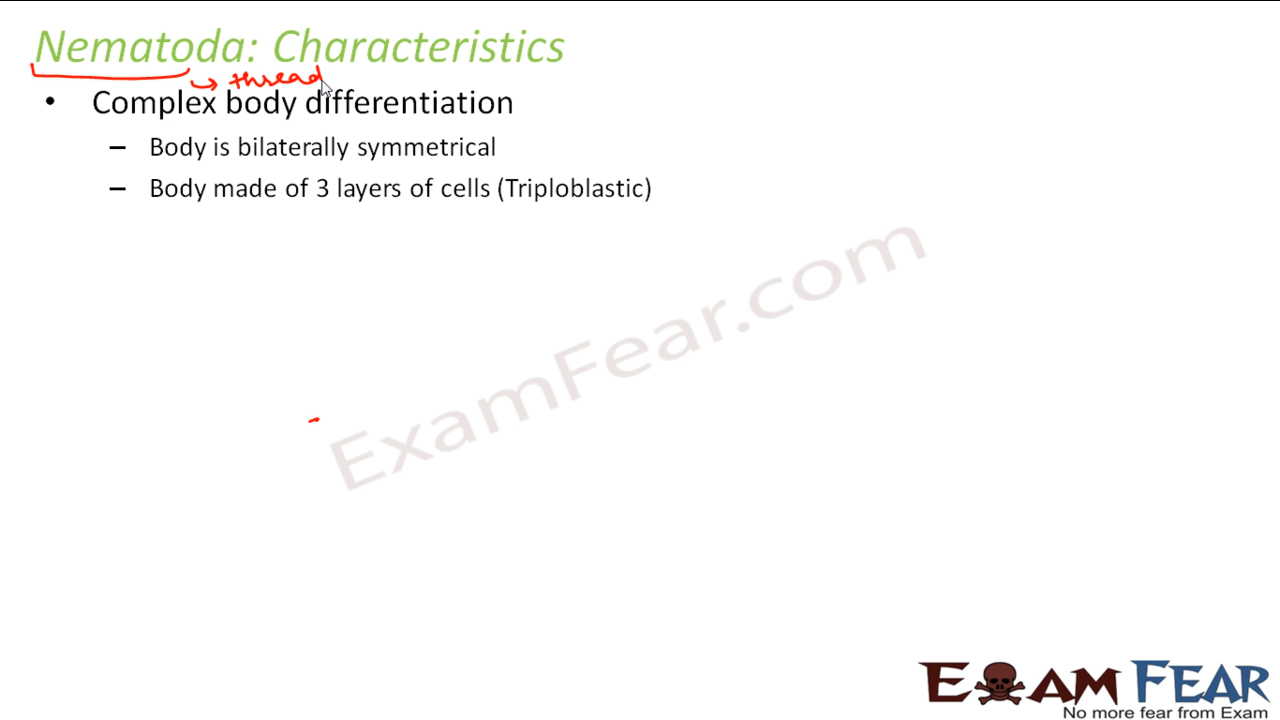 Nematoda: Characteristics
→ thread
• Complex body differentiation
– Body is bilaterally symmetrical
– Body made of 3 layers of cells (Triploblastic)
ExamFear.com
EXAM FEAR
No more fear from Exam